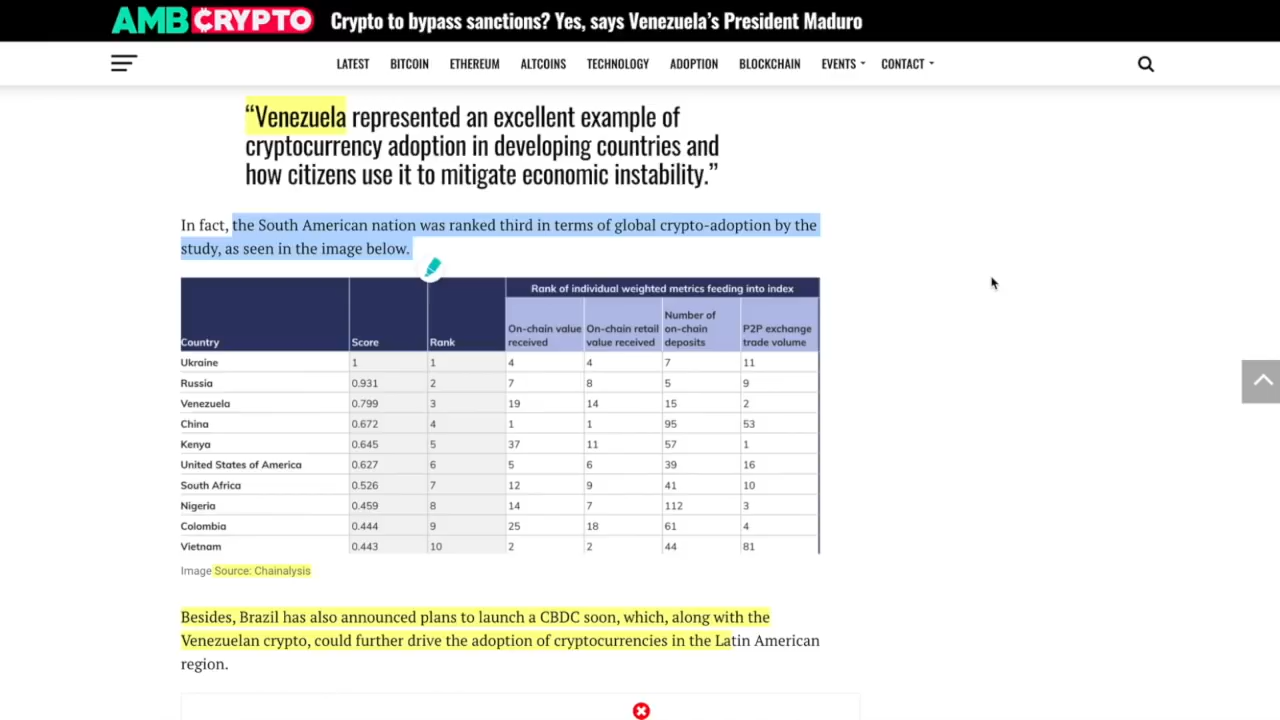 AMBCRYPTO Crypto to bypass sanctions? Yes, says Venezuela's President Maduro
LATEST BITCOIN ETHEREUM ALTCOINS TECHNOLOGY ADOPTION BLOCKCHAIN EVENTS CONTACT
“Venezuela represented an excellent example of
cryptocurrency adoption in developing countries and
how citizens use it to mitigate economic instability.”
In fact, the South American nation was ranked third in terms of global crypto-adoption by the
study, as seen in the image below.
Rank of individual weighted metrics feeding into index
Country Score Rank On-chain value received On-chain retail value received Number of on-chain deposits P2P exchange trade volume
Ukraine 1 1 4 4 7 11
Russia 0.931 2 7 8 5 9
Venezuela 0.799 3 19 14 15 2
China 0.672 4 1 1 95 53
Kenya 0.645 5 37 11 57 1
United States of America 0.627 6 5 6 39 16
South Africa 0.526 7 12 9 41 10
Nigeria 0.459 8 14 7 112 3
Colombia 0.444 9 25 18 61 4
Vietnam 0.443 10 2 2 44 81
Image Source: Chainalysis
Besides, Brazil has also announced plans to launch a CBDC soon, which, along with the
Venezuelan crypto, could further drive the adoption of cryptocurrencies in the Latin American
region.